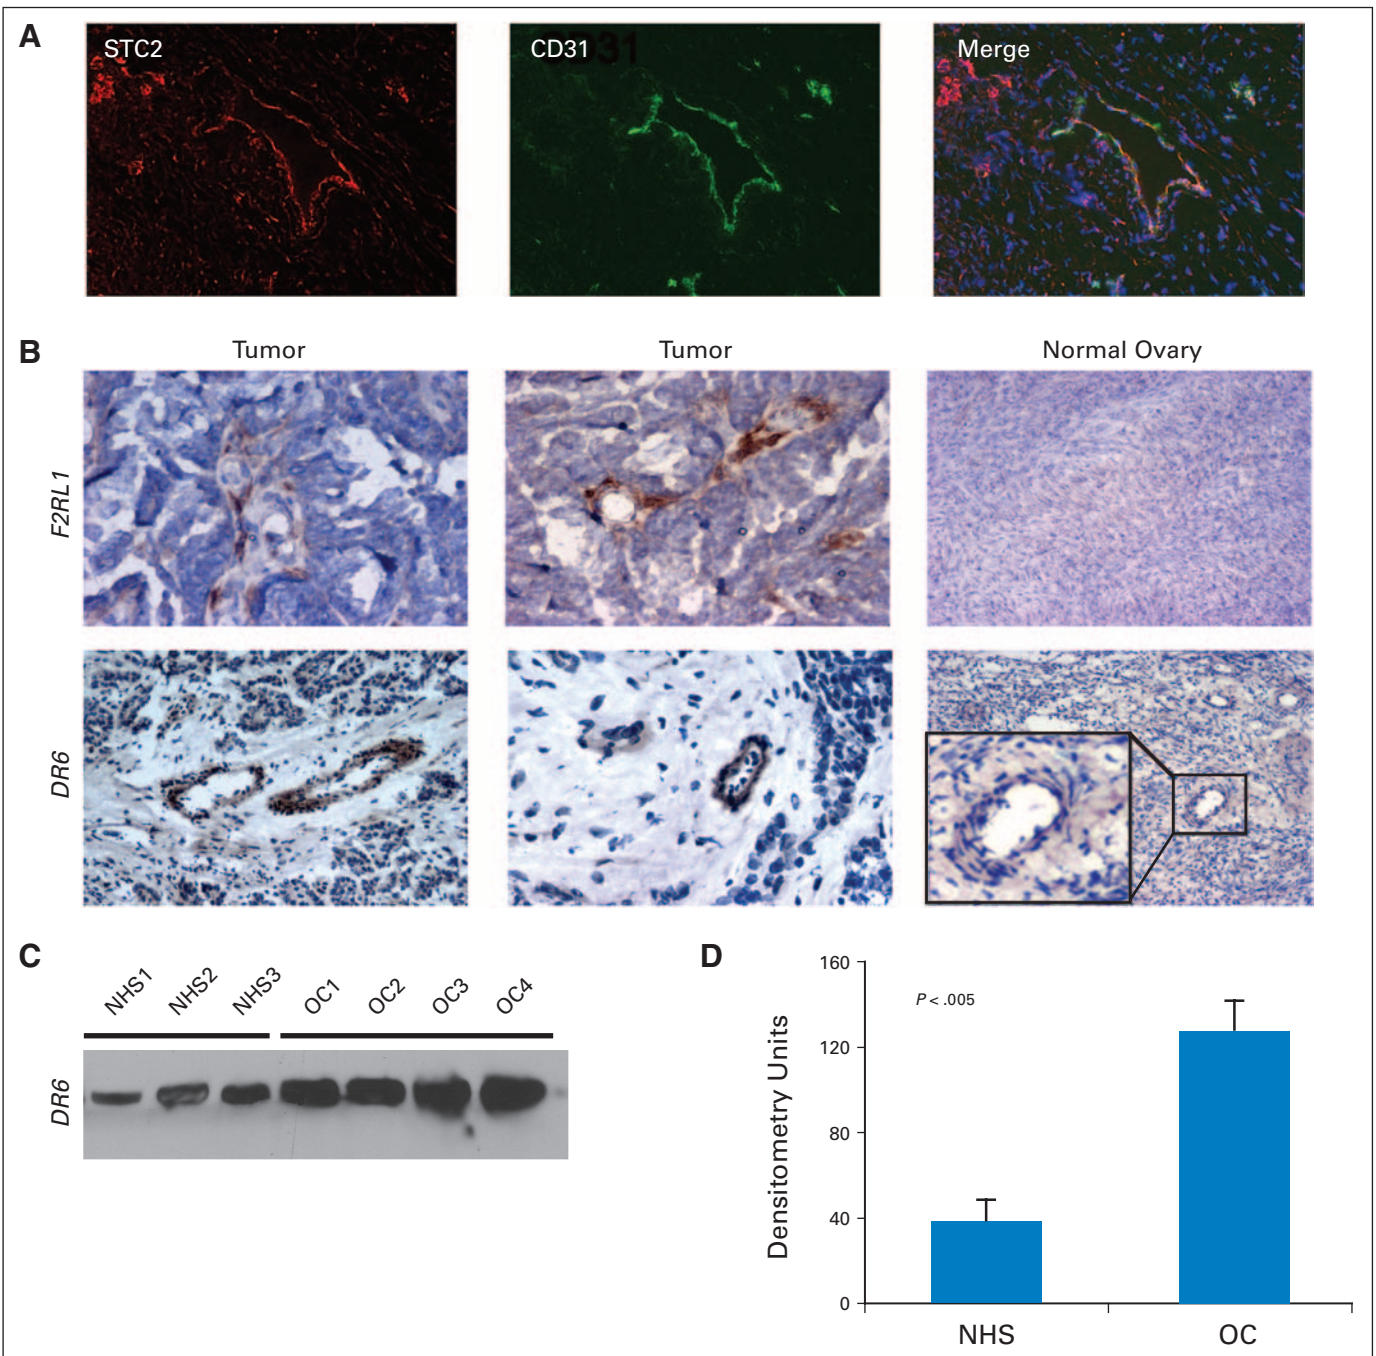 A
STC2
CD31
CD31
Merge
B
Tumor
Tumor
Normal Ovary
F2RL1
DR6
C
NHS1
NHS2
NHS3
OC1
OC2
OC3
OC4
DR6
D
160
120
80
40
0
P < .005
Densitometry Units
NHS
OC